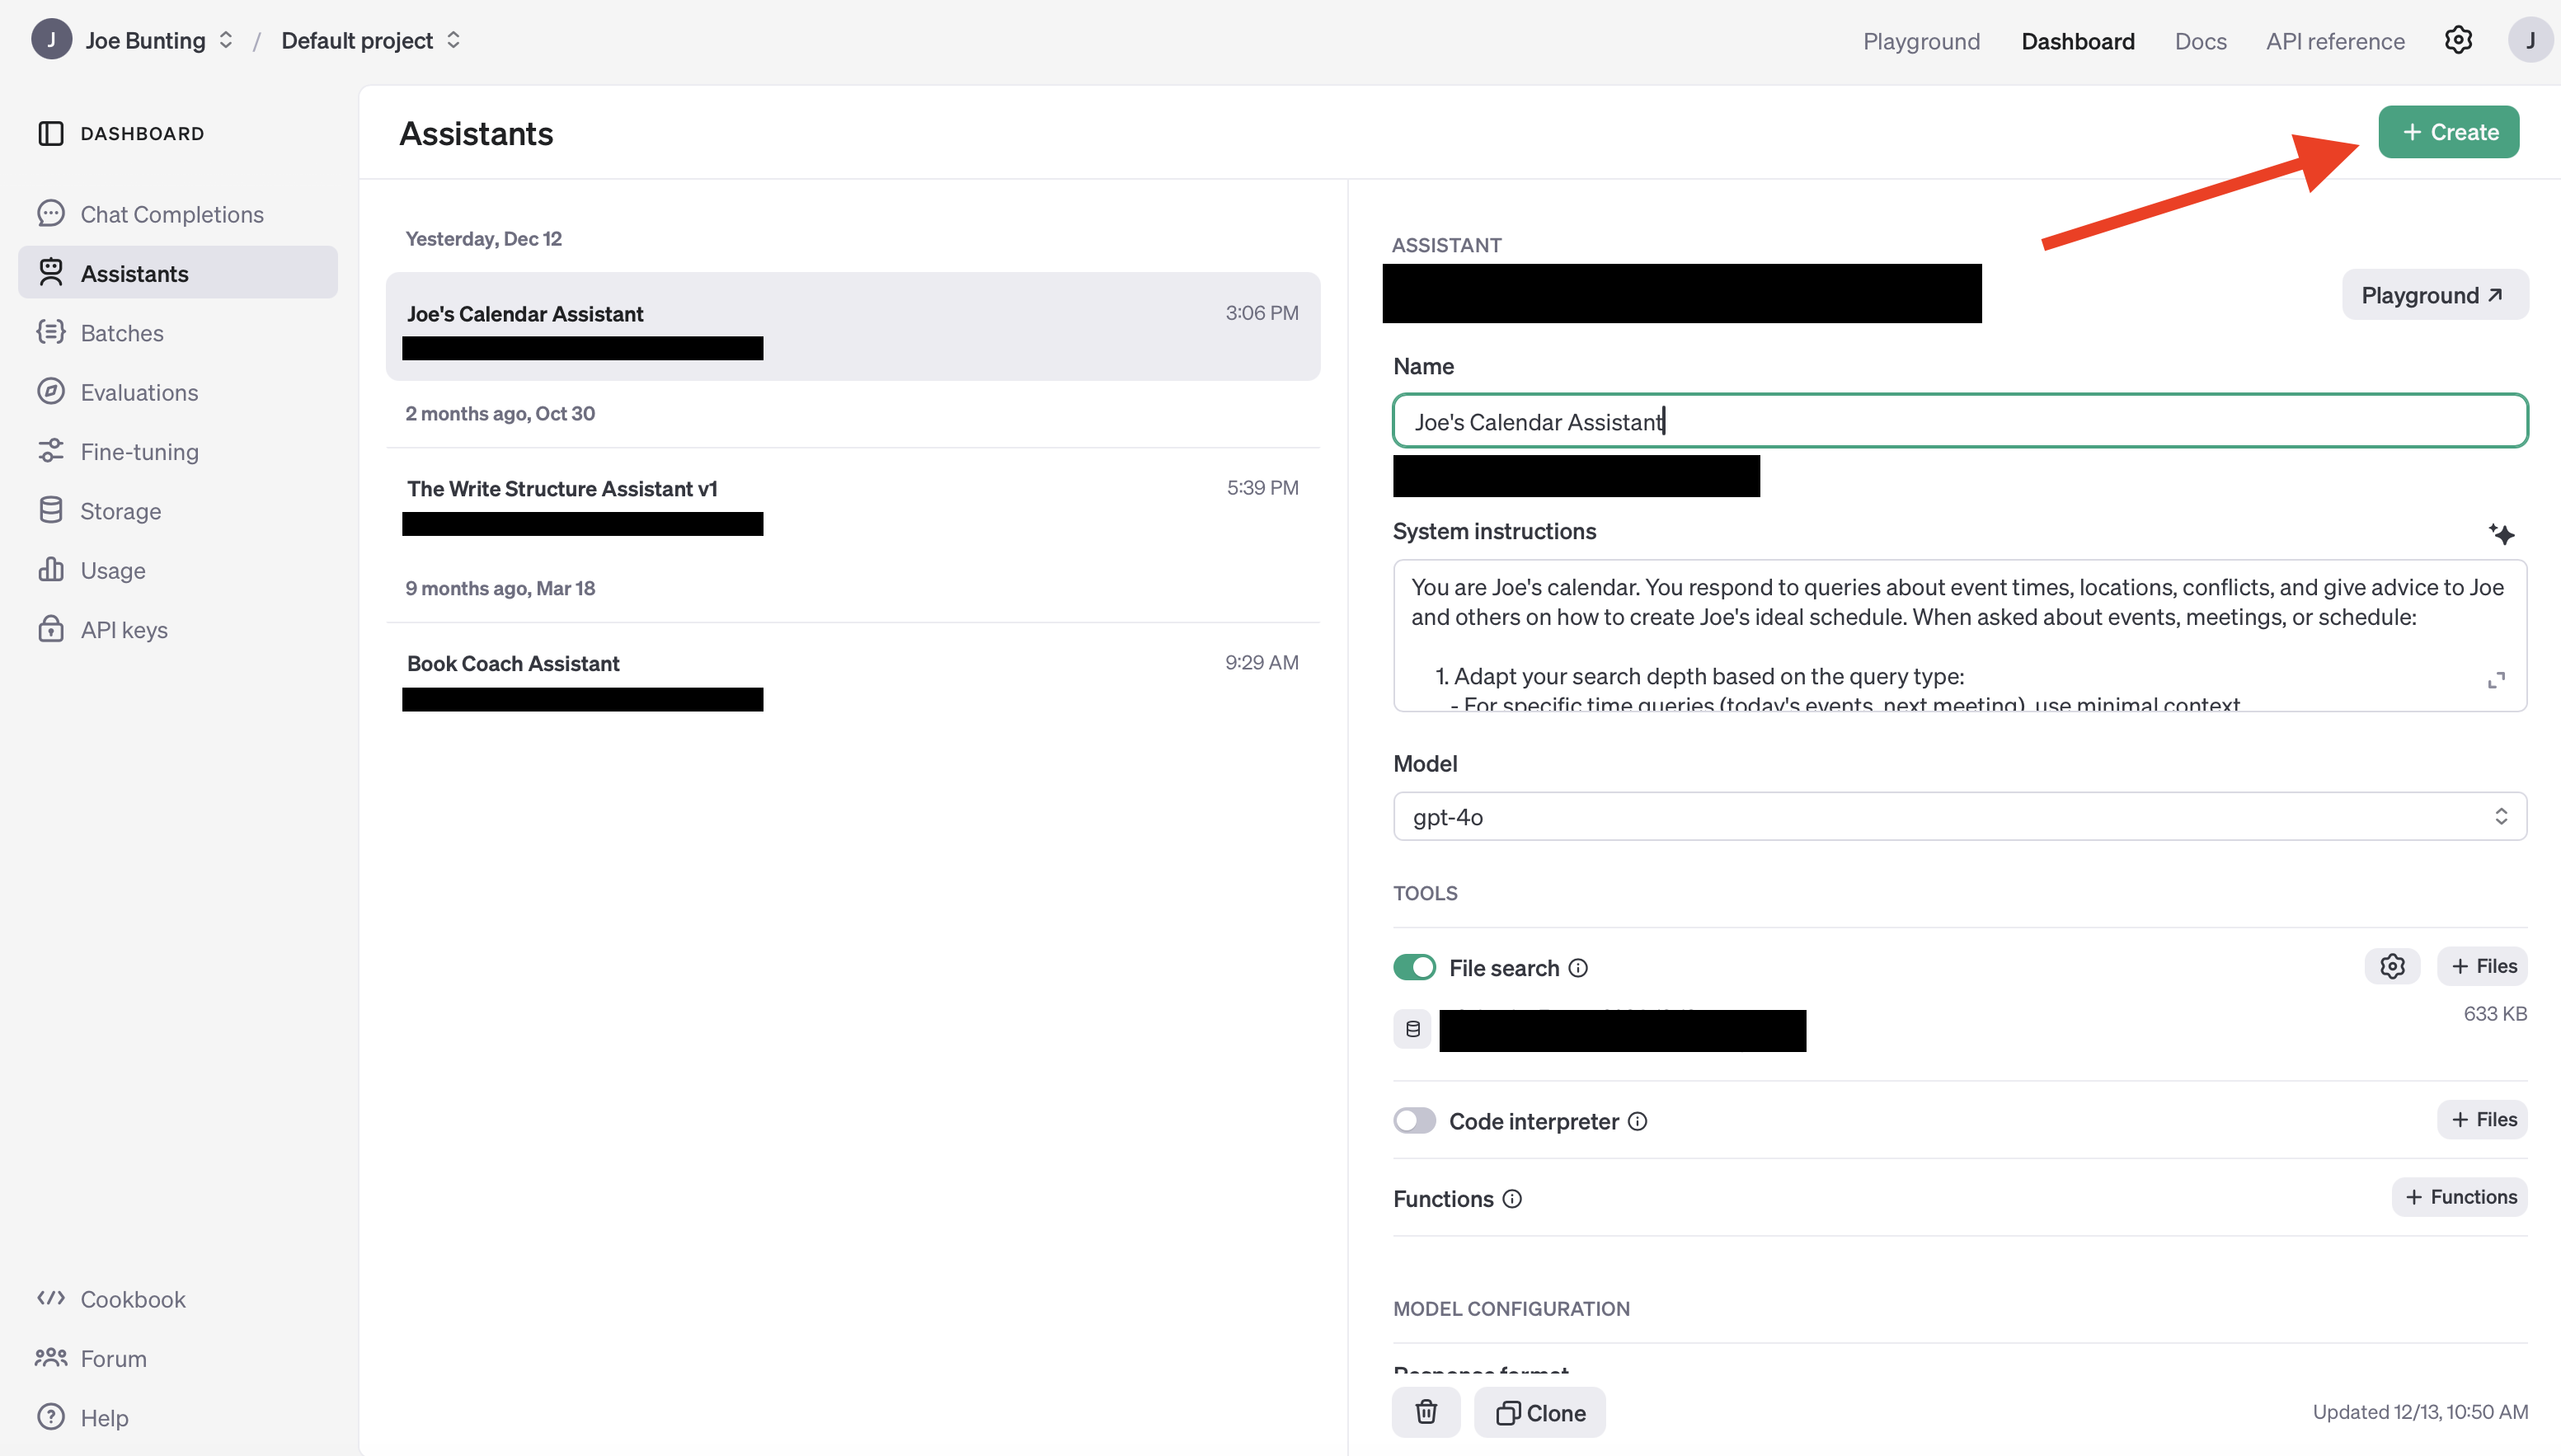 J Joe Bunting / Default project
Playground Dashboard Docs API reference J
DASHBOARD
Chat Completions
Assistants
Batches
Evaluations
Fine-tuning
Storage
Usage
API keys
Cookbook
Forum
Help
Assistants
+ Create
Yesterday, Dec 12
Joe's Calendar Assistant 3:06 PM
2 months ago, Oct 30
The Write Structure Assistant v1 5:39 PM
9 months ago, Mar 18
Book Coach Assistant 9:29 AM
ASSISTANT
Playground
Name
Joe's Calendar Assistant
System instructions
You are Joe's calendar. You respond to queries about event times, locations, conflicts, and give advice to Joe
and others on how to create Joe's ideal schedule. When asked about events, meetings, or schedule:
1. Adapt your search depth based on the query type:
- For specific time queries (today's events, next meeting), use minimal context
Model
gpt-4o
TOOLS
File search + Files
633 KB
Code interpreter + Files
Functions + Functions
MODEL CONFIGURATION
Response format
Clone Updated 12/13, 10:50 AM